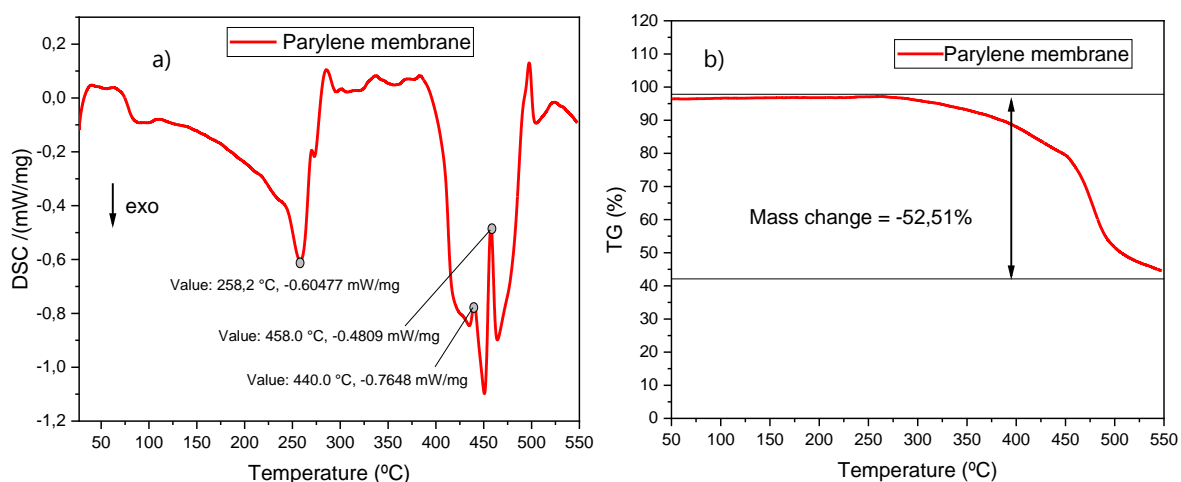 a)
Parylene membrane
0,2
0,0
-0,2
-0,4
-0,6
-0,8
-1,0
-1,2
DSC /(mW/mg)
exo
Value: 258,2 °C, -0.60477 mW/mg
Value: 458.0 °C, -0.4809 mW/mg
Value: 440.0 °C, -0.7648 mW/mg
50 100 150 200 250 300 350 400 450 500 550
Temperature (ºC)
b)
Parylene membrane
120
110
100
90
80
70
60
50
40
30
20
10
0
TG (%)
Mass change = -52,51%
50 100 150 200 250 300 350 400 450 500 550
Temperature (ºC)